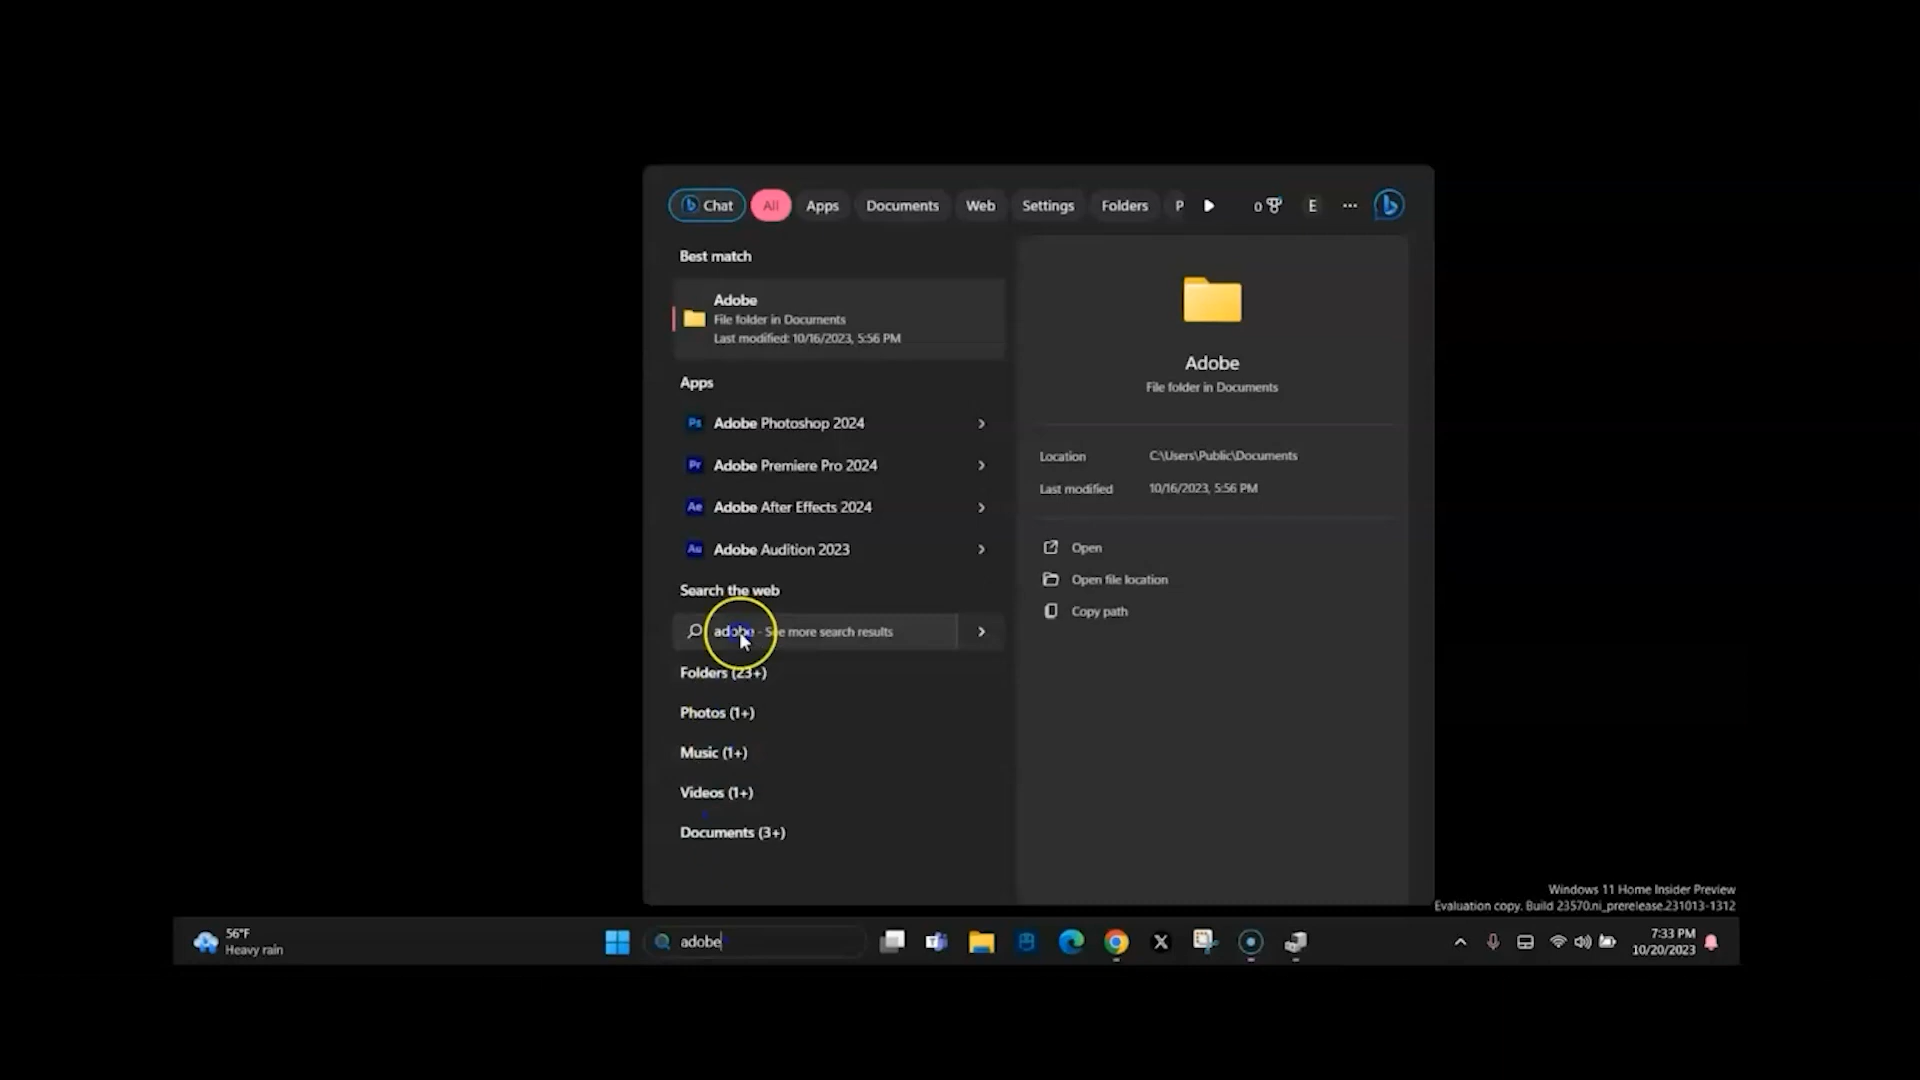 Chat All Apps Documents Web Settings Folders P 0 E ...
Best match
Adobe
File folder in Documents
Last modified: 10/16/2023, 5:56 PM
Apps
Ps Adobe Photoshop 2024
Pr Adobe Premiere Pro 2024
Ae Adobe After Effects 2024
Au Adobe Audition 2023
Search the web
adobe - See more search results
Folders (23+)
Photos (1+)
Music (1+)
Videos (1+)
Documents (3+)
Adobe
File folder in Documents
Location C:\Users\Public\Documents
Last modified 10/16/2023, 5:56 PM
Open
Open file location
Copy path
Windows 11 Home Insider Preview
Evaluation copy. Build 23570.ni_prerelease.231013-1312
56°F
Heavy rain
adobe
7:33 PM
10/20/2023